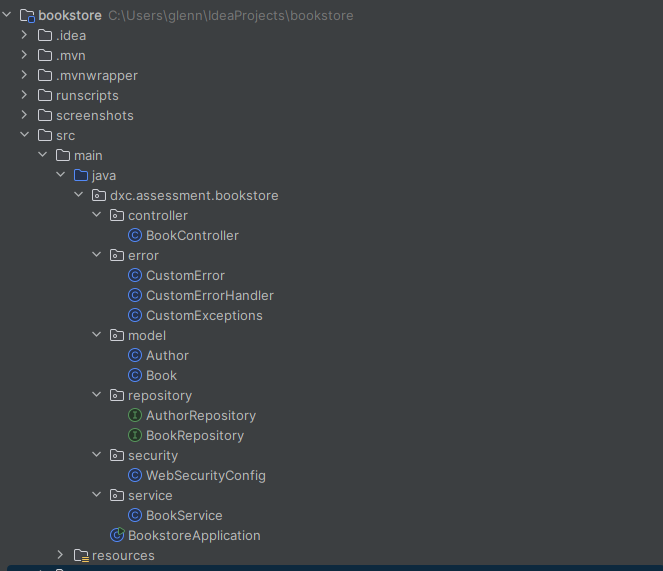 bookstore C:\Users\glenn\IdeaProjects\bookstore
.idea
.mvn
.mvnwrapper
runscripts
screenshots
src
main
java
dxc.assessment.bookstore
controller
BookController
error
CustomError
CustomErrorHandler
CustomExceptions
model
Author
Book
repository
AuthorRepository
BookRepository
security
WebSecurityConfig
service
BookService
BookstoreApplication
resources